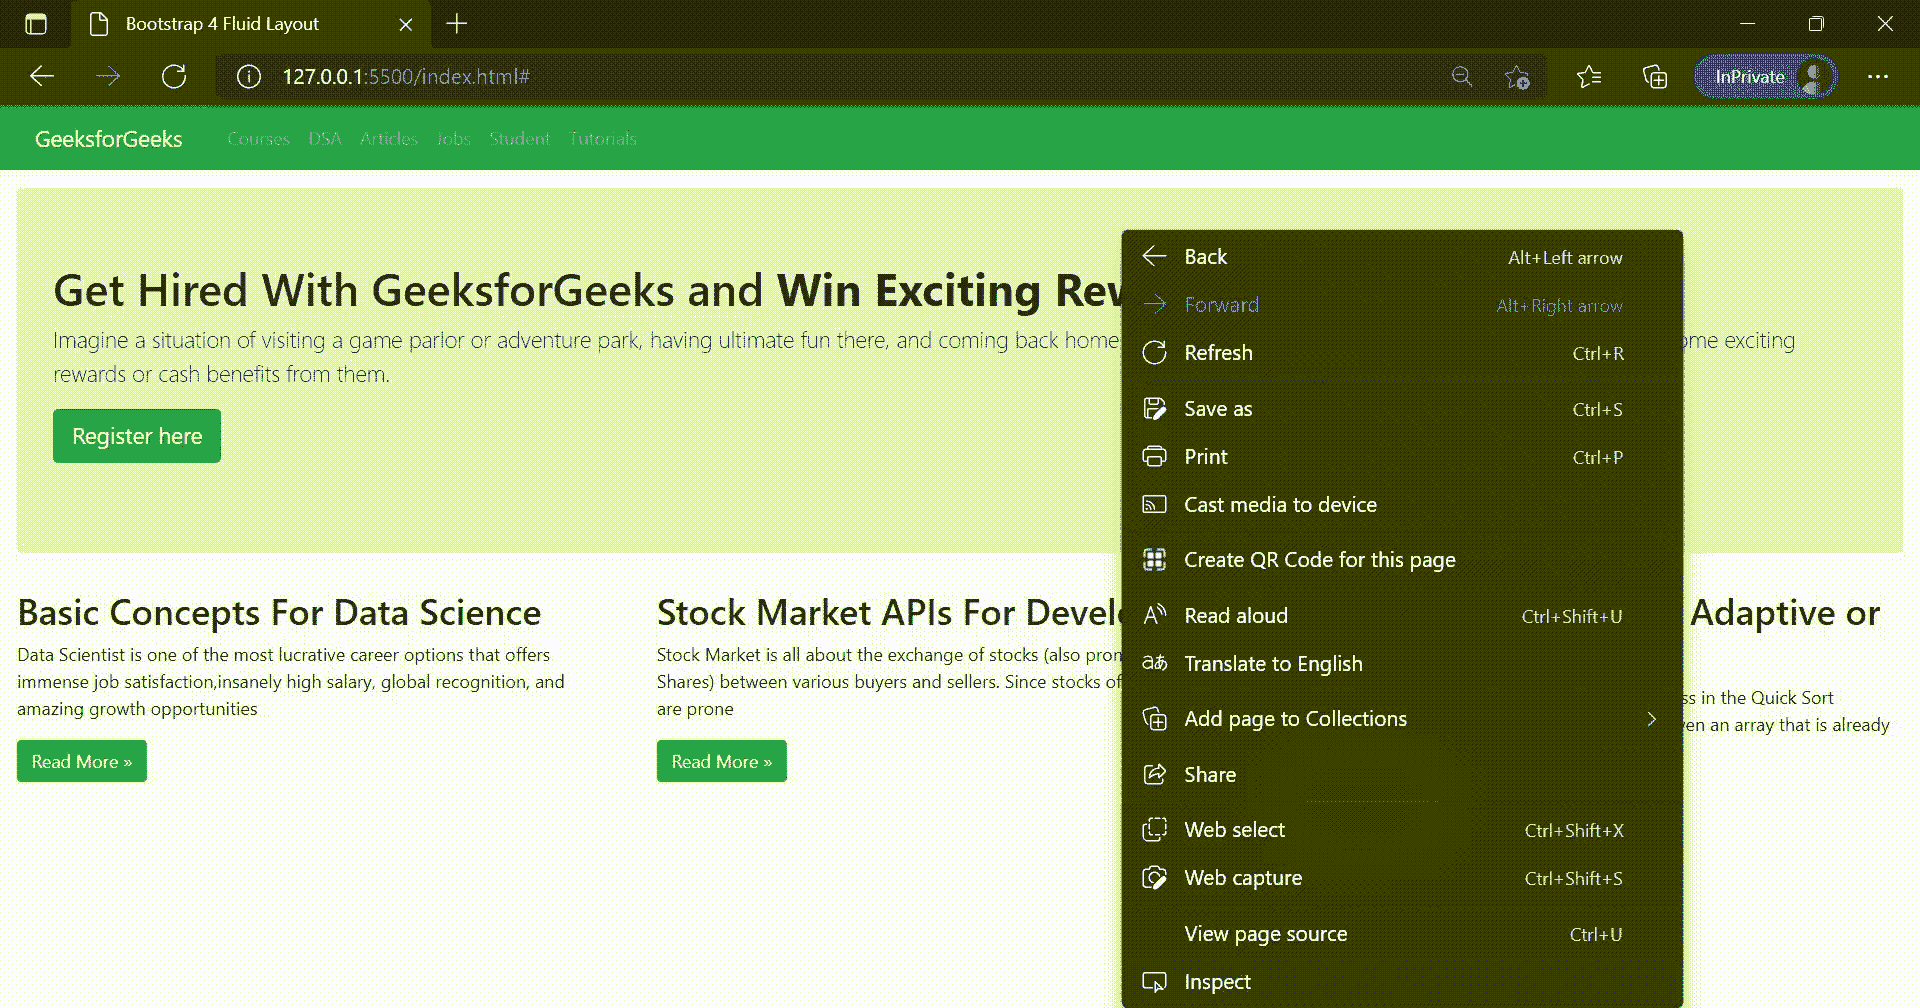 Bootstrap 4 Fluid Layout
127.0.0.1:5500/index.html#
InPrivate
GeeksforGeeks Courses DSA Articles Jobs Student Tutorials
Get Hired With GeeksforGeeks and Win Exciting
Imagine a situation of visiting a game parlor or adventure park, having ultimate fun there, and coming back home
exciting
rewards or cash benefits from them.
Register here
Basic Concepts For Data Science
Data Scientist is one of the most lucrative career options that offers
immense job satisfaction,insanely high salary, global recognition, and
amazing growth opportunities
Read More »
Stock Market APIs For
Stock Market is all about the exchange of stocks (also
Shares) between various buyers and sellers. Since stocks of
are prone
Read More »
Adaptive or
in the Quick Sort
an array that is already
Back Alt+Left arrow
Forward Alt+Right arrow
Refresh Ctrl+R
Save as Ctrl+S
Print Ctrl+P
Cast media to device
Create QR Code for this page
Read aloud Ctrl+Shift+U
Translate to English
Add page to Collections
Share
Web select Ctrl+Shift+X
Web capture Ctrl+Shift+S
View page source Ctrl+U
Inspect